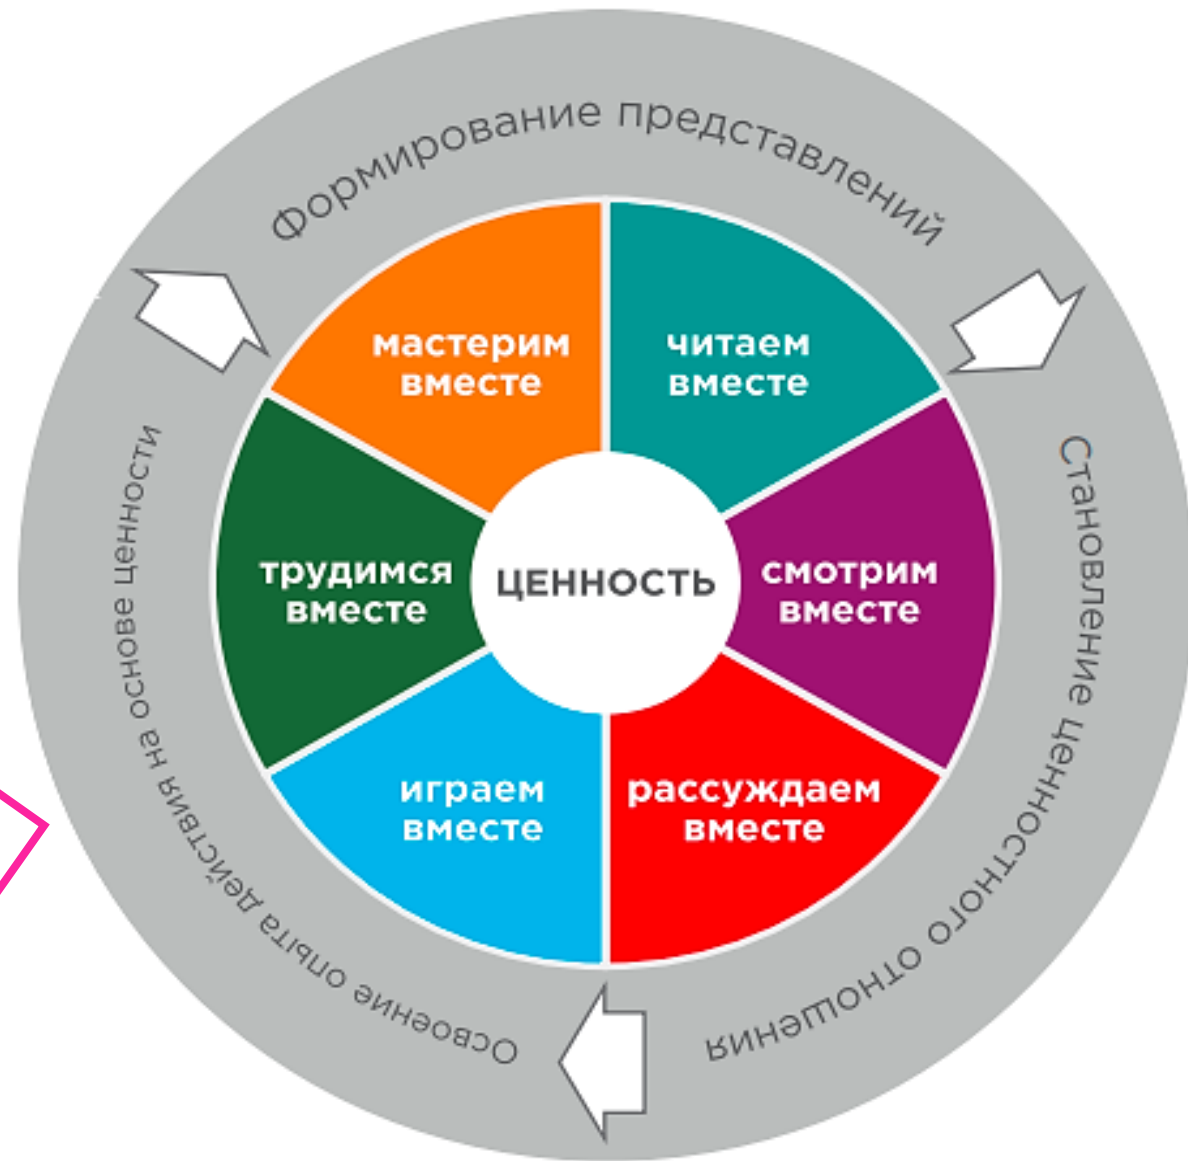 Формирование представлений
Становление ценностного отношения
Освоение опыта действия на основе ценности
мастерим
вместе
читаем
вместе
трудимся
вместе
ЦЕННОСТЬ
смотрим
вместе
играем
вместе
рассуждаем
вместе